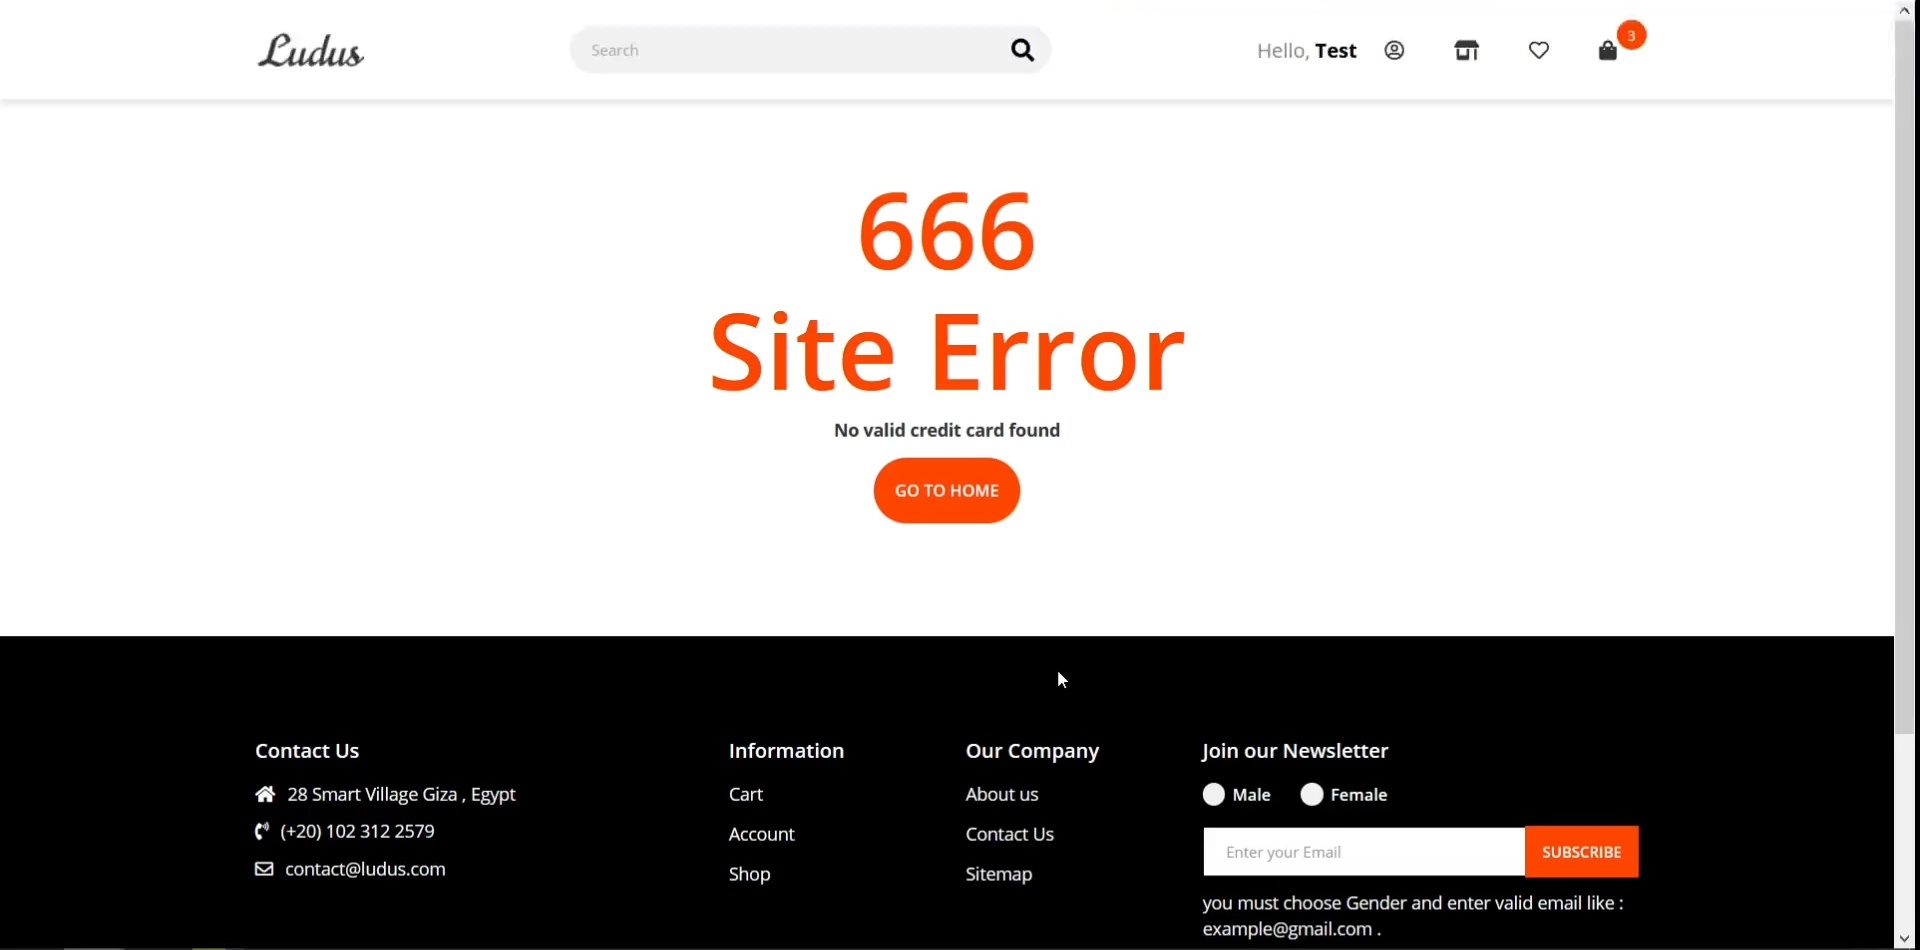 Ludus
Search
Hello, Test
3
666
Site Error
No valid credit card found
GO TO HOME
Contact Us
28 Smart Village Giza , Egypt
(+20) 102 312 2579
contact@ludus.com
Information
Cart
Account
Shop
Our Company
About us
Contact Us
Sitemap
Join our Newsletter
Male
Female
Enter your Email
SUBSCRIBE
you must choose Gender and enter valid email like :
example@gmail.com .